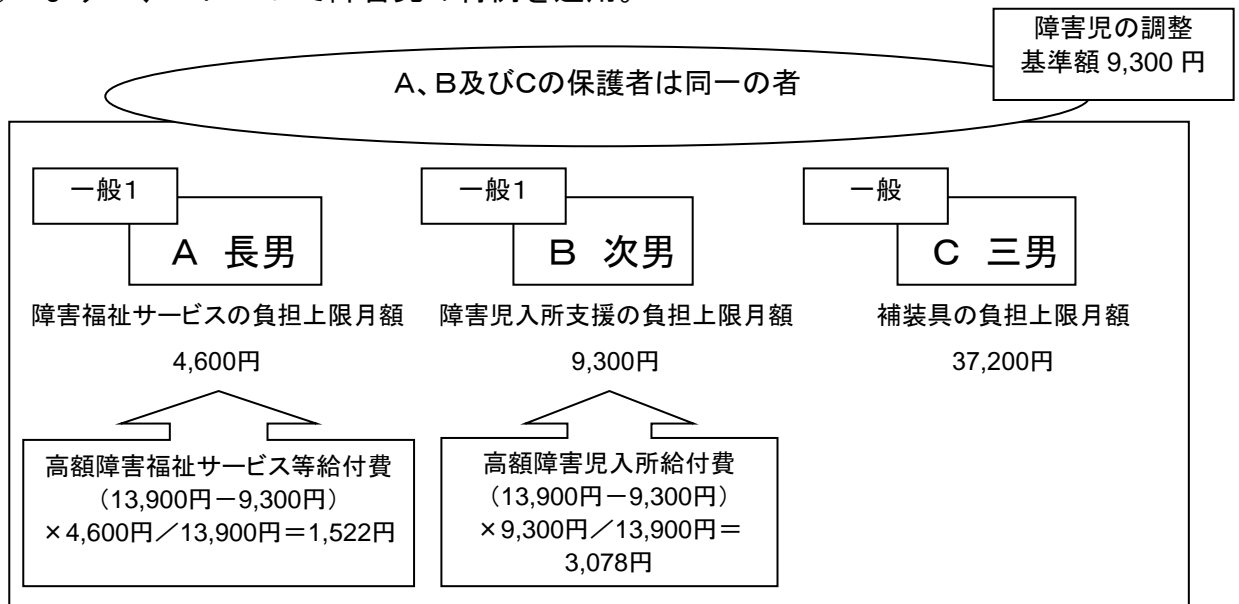 障害児の調整
基準額 9,300 円
A、B及びCの保護者は同一の者
一般1
A 長男
障害福祉サービスの負担上限月額
4,600円
高額障害福祉サービス等給付費
（13,900円－9,300円）
×4,600円／13,900円＝1,522円
一般1
B 次男
障害児入所支援の負担上限月額
9,300円
高額障害児入所給付費
（13,900円－9,300円）
×9,300円／13,900円＝
3,078円
一般
C 三男
補装具の負担上限月額
37,200円